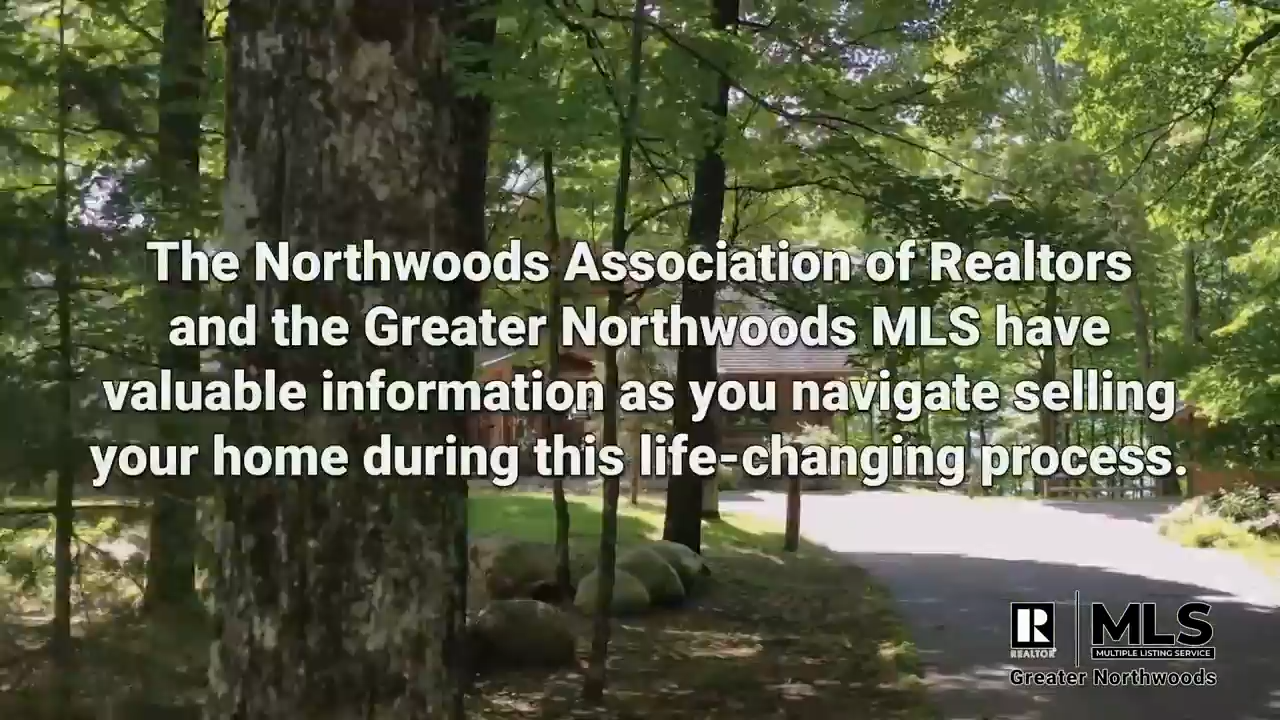 The Northwoods Association of Realtors
and the Greater Northwoods MLS have
valuable information as you navigate selling
your home during this life-changing process.
R
REALTOR
MLS
MULTIPLE LISTING SERVICE
Greater Northwoods